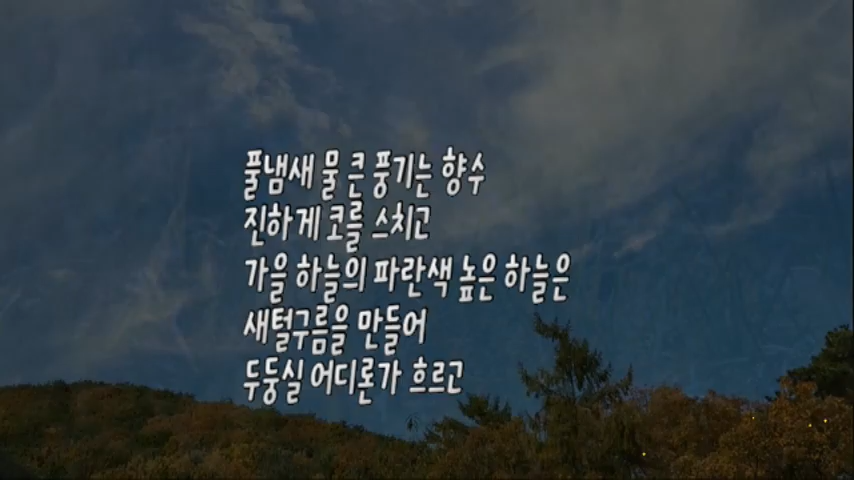 풀냄새 물 큰 풍기는 향수
진하게 코를 스치고
가을 하늘의 파란색 높은 하늘은
새털구름을 만들어
두둥실 어디론가 흐르고